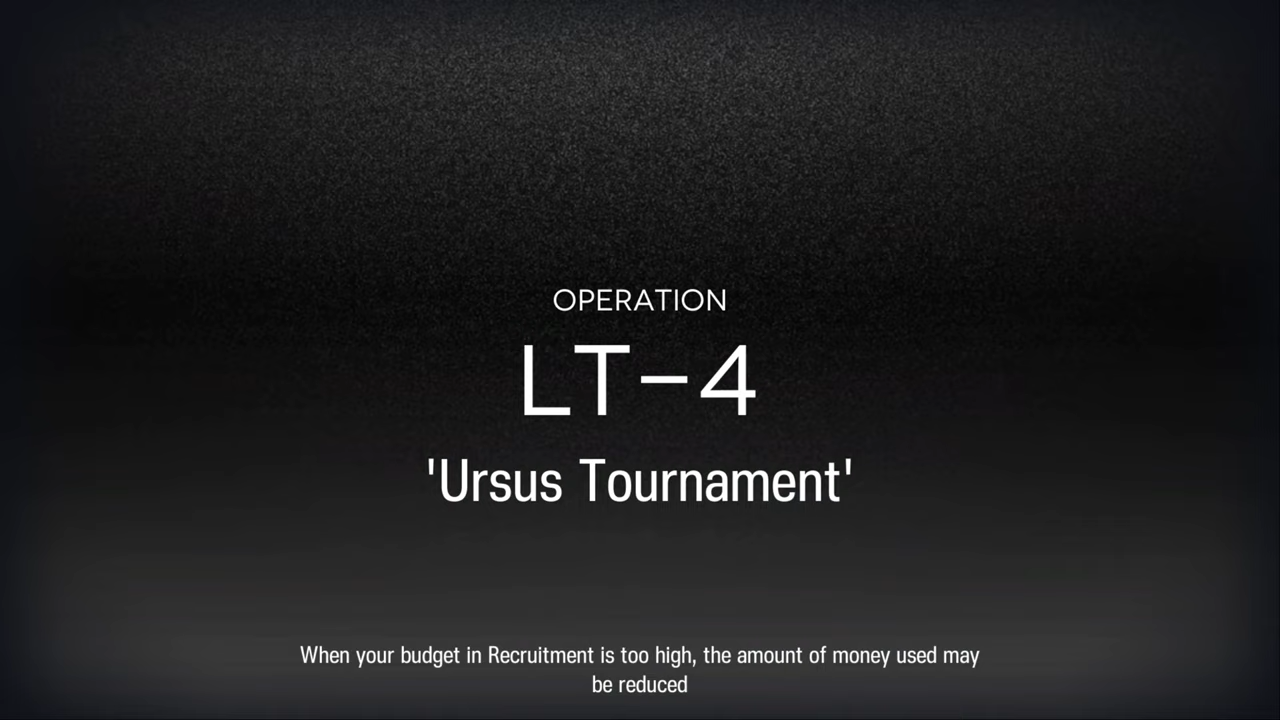 OPERATION
LT-4
'Ursus Tournament'
When your budget in Recruitment is too high, the amount of money used may
be reduced